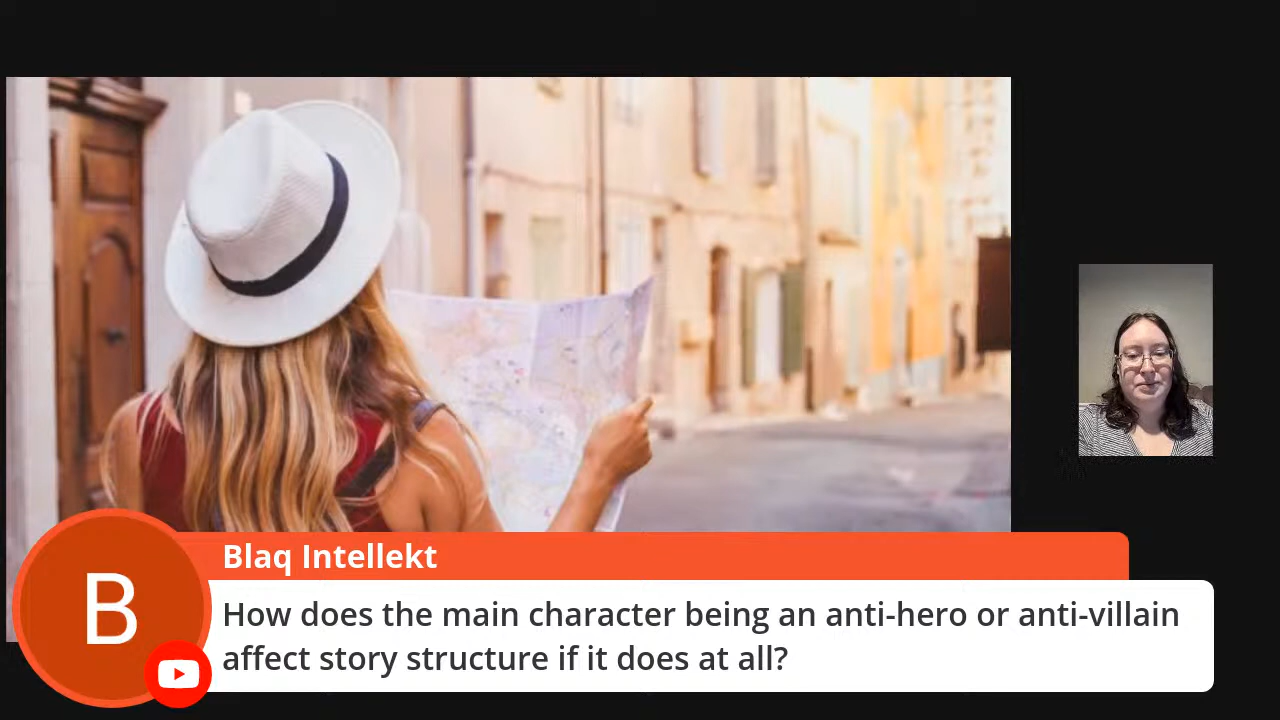 B
Blaq Intellekt
How does the main character being an anti-hero or anti-villain
affect story structure if it does at all?